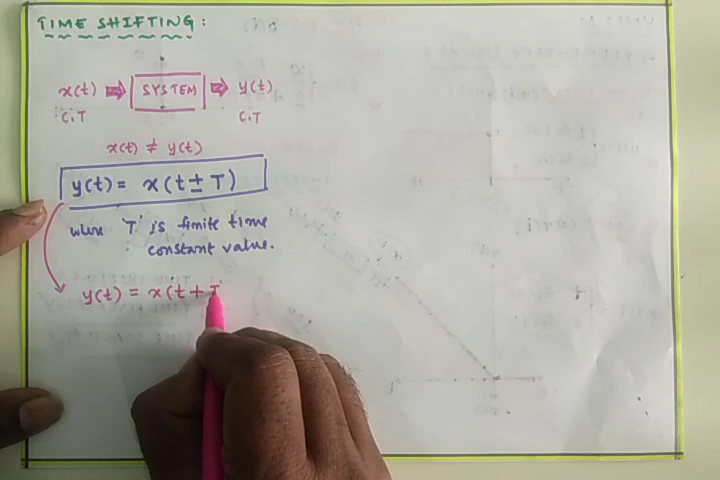 TIME SHIFTING:
x(t) ⇒ SYSTEM ⇒ y(t)
C.T C.T
x(t) ≠ y(t)
y(t) = x(t ± T)
where 'T' is finite time
constant value.
y(t) = x(t + T